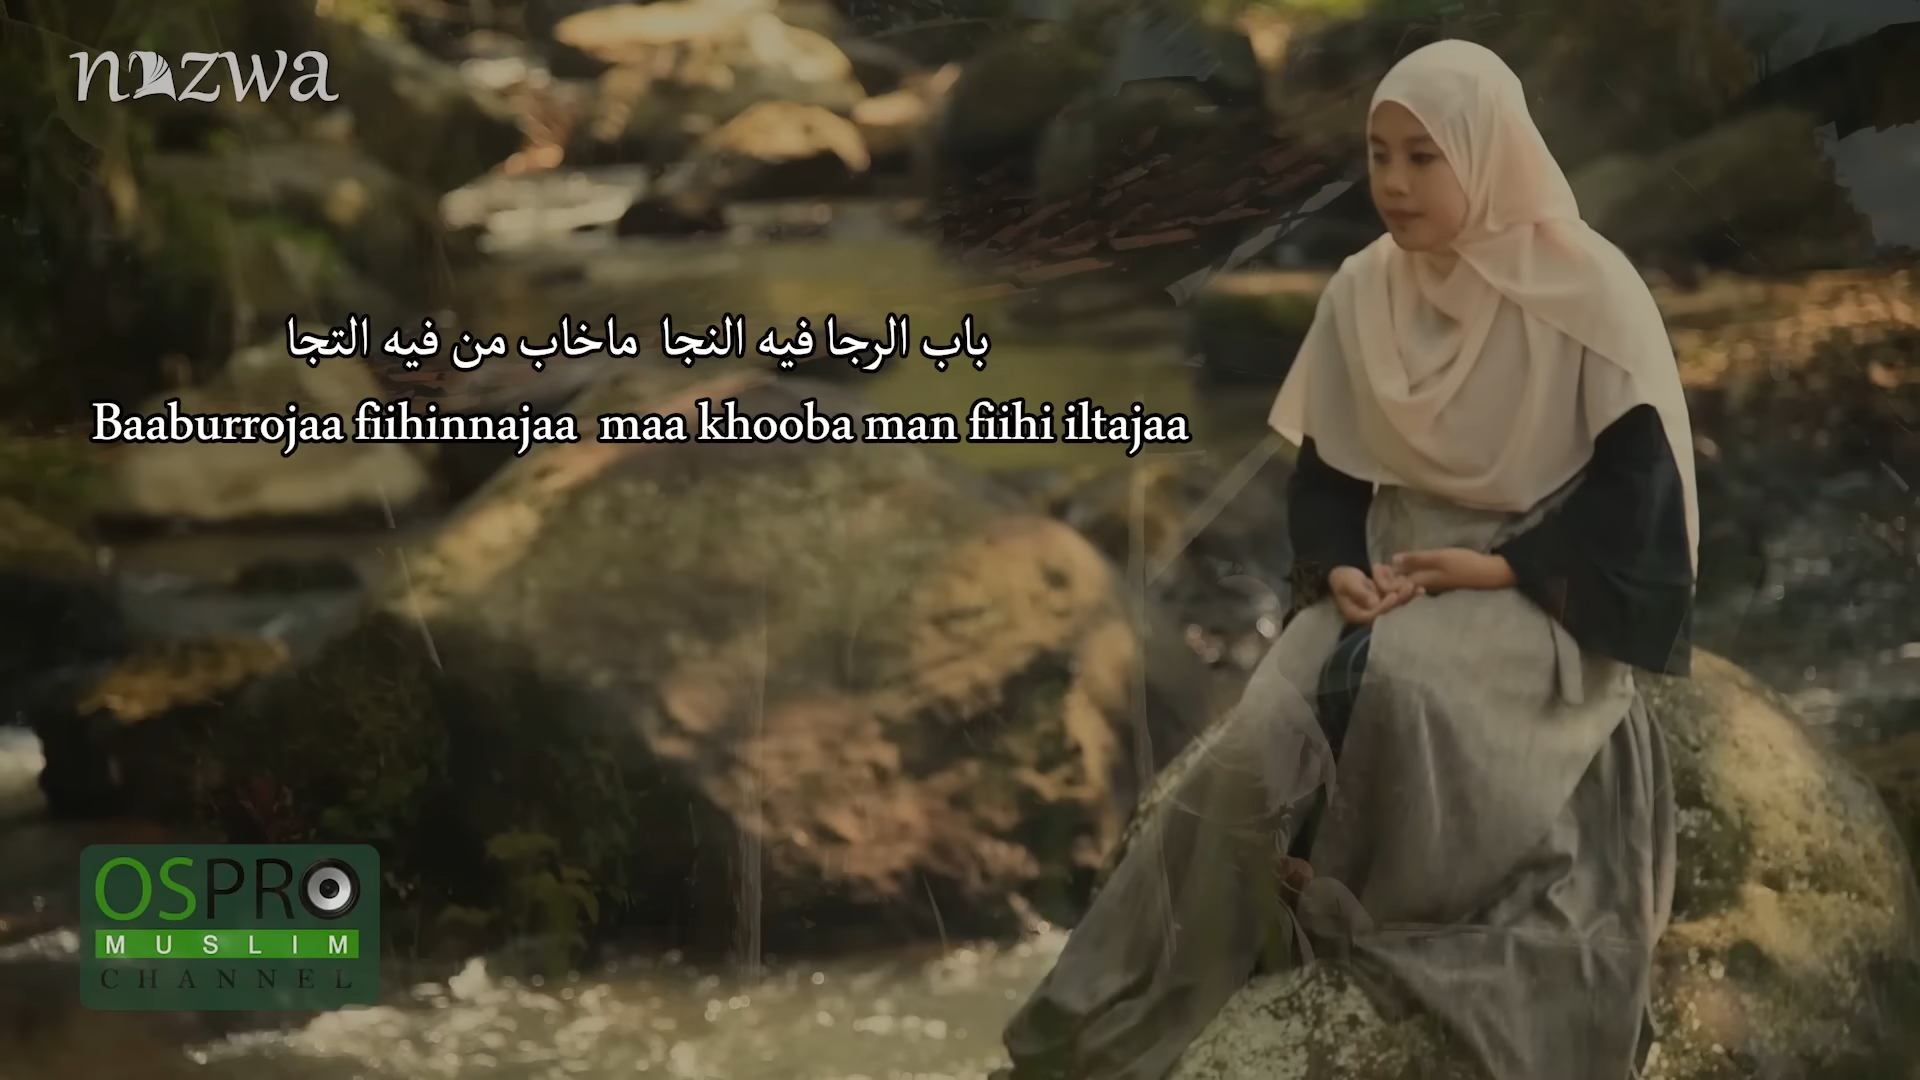 nazwa
باب الرجا فيه النجا  ماخاب من فيه التجا
Baaburrojaa fiihinnajaa  maa khooba man fiihi iltajaa
OSPRO
MUSLIM
CHANNEL